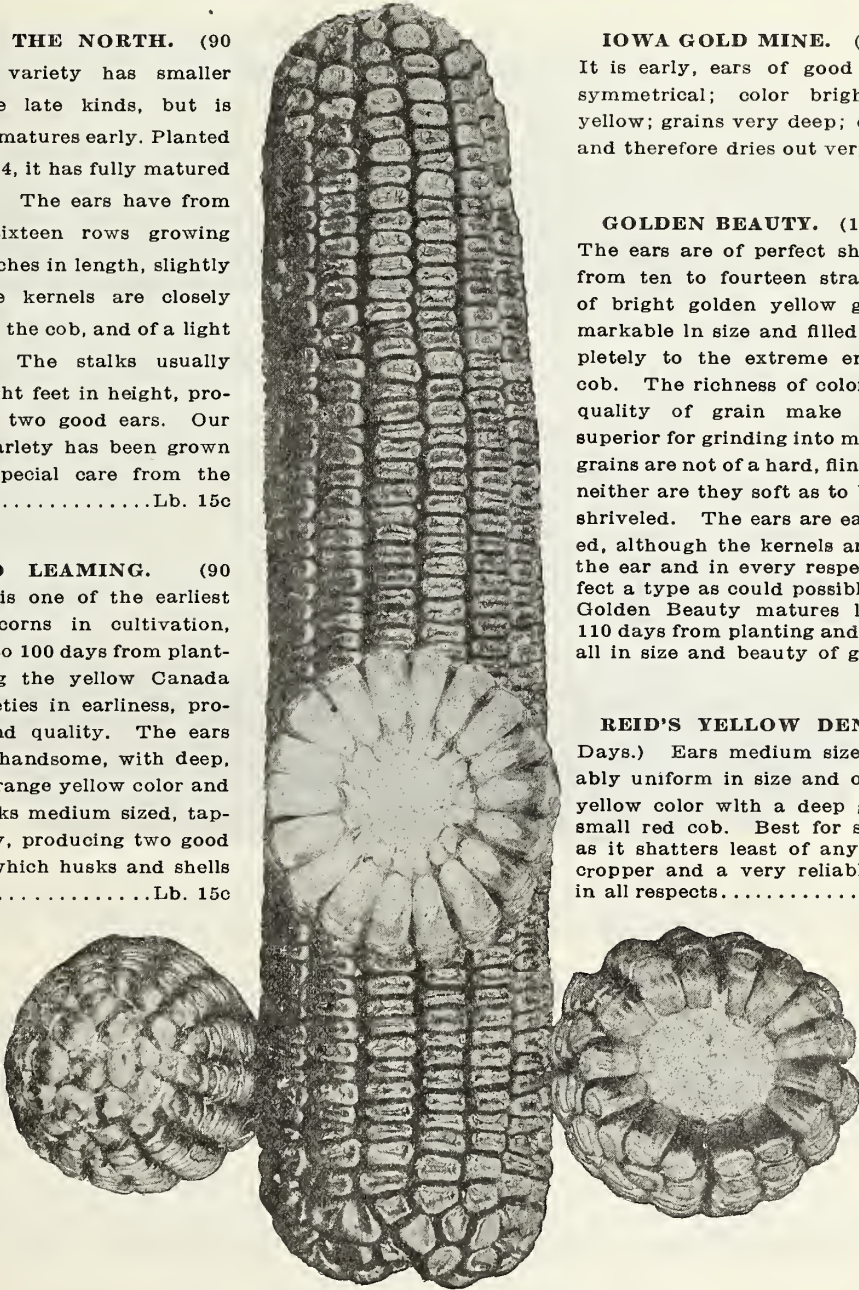 THE NORTH. (90
variety has smaller
late kinds, but is
matures early. Planted
4, it has fully matured
The ears have from
sixteen rows growing
ches in length, slightly
kernels are closely
the cob, and of a light
The stalks usually
ht feet in height, pro-
two good ears. Our
arlety has been grown
pecial care from the
..............Lb. 15c
LEAMING. (90
is one of the earliest
corns in cultivation,
o 100 days from plant-
g the yellow Canada
eties in earliness, pro-
nd quality. The ears
handsome, with deep,
range yellow color and
ks medium sized, tap-
y, producing two good
which husks and shells
..............Lb. 15c
IOWA GOLD MINE. (
It is early, ears of good
symmetrical; color brigh
yellow; grains very deep; c
and therefore dries out ver
GOLDEN BEAUTY. (1
The ears are of perfect sh
from ten to fourteen stra
of bright golden yellow g
markable ln size and filled
pletely to the extreme en
cob. The richness of color
quality of grain make
superior for grinding into m
grains are not of a hard, flin
neither are they soft as to
shriveled. The ears are ea
ed, although the kernels ar
the ear and in every respe
fect a type as could possibl
Golden Beauty matures l
110 days from planting and
all in size and beauty of g
REID'S YELLOW DEN
Days.) Ears medium size
ably uniform in size and o
yellow color wlth a deep
small red cob. Best for s
as it shatters least of any
cropper and a very reliabl
in all respects..........